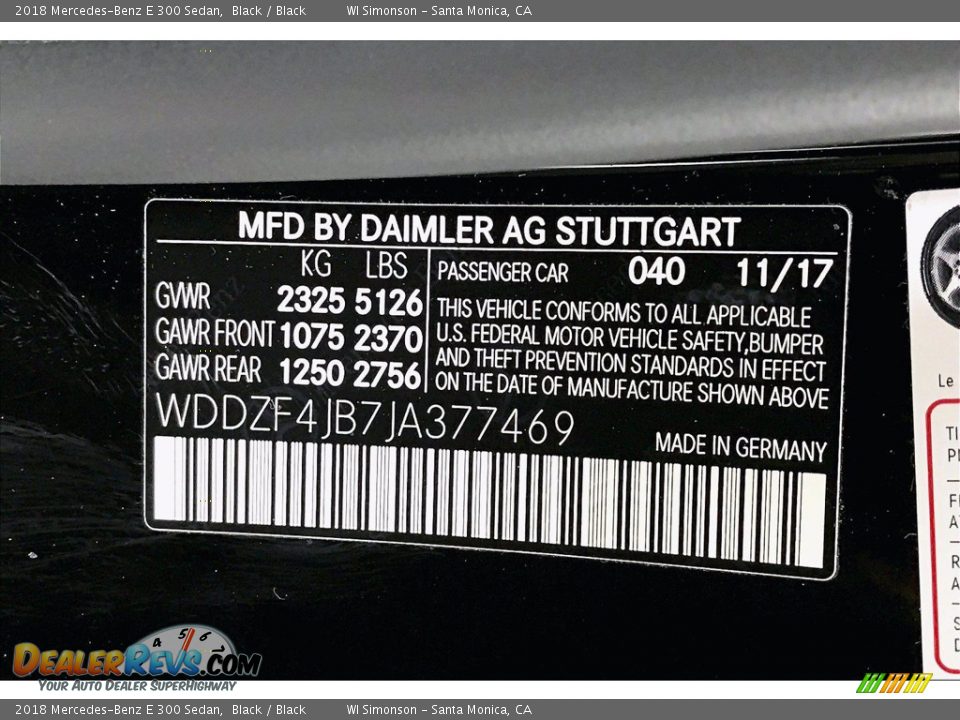 2018 Mercedes-Benz E 300 Sedan, Black / Black WI Simonson - Santa Monica, CA
MFD BY DAIMLER AG STUTTGART
KG LBS
GVWR 2325 5126
GAWR FRONT 1075 2370
GAWR REAR 1250 2756
PASSENGER CAR 040 11/17
THIS VEHICLE CONFORMS TO ALL APPLICABLE
U.S. FEDERAL MOTOR VEHICLE SAFETY,BUMPER
AND THEFT PREVENTION STANDARDS IN EFFECT
ON THE DATE OF MANUFACTURE SHOWN ABOVE
WDDZF4JB7JA377469
MADE IN GERMANY
Le
4 5 6
DEALERREVS.COM
YOUR AUTO DEALER SUPERHIGHWAY
2018 Mercedes-Benz E 300 Sedan, Black / Black WI Simonson - Santa Monica, CA